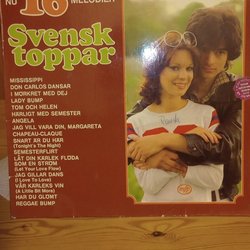 NU 16 MELODIER
Svensk
toppar
MISSISSIPPI
DON CARLOS DANSAR
I MÖRKRET MED DEJ
LADY BUMP
TOM OCH HELEN
HÄRLIGT MED SEMESTER
ANGELA
JAG VILL VARA DIN, MARGARETA
CHAPEAU-CLAQUE
SNART ÄR DU HÄR
(Tonight's The Night)
SEMESTERFLIRT
LÅT DIN KÄRLEK FLÖDA
SOM EN STRÖM
(Let Your Love Flow)
JAG GILLAR DANS
(I Love To Love)
VÅR KÄRLEKS VIN
(A Little Bit More)
HAR DU GLÖMT
REGGAE BUMP
mfp